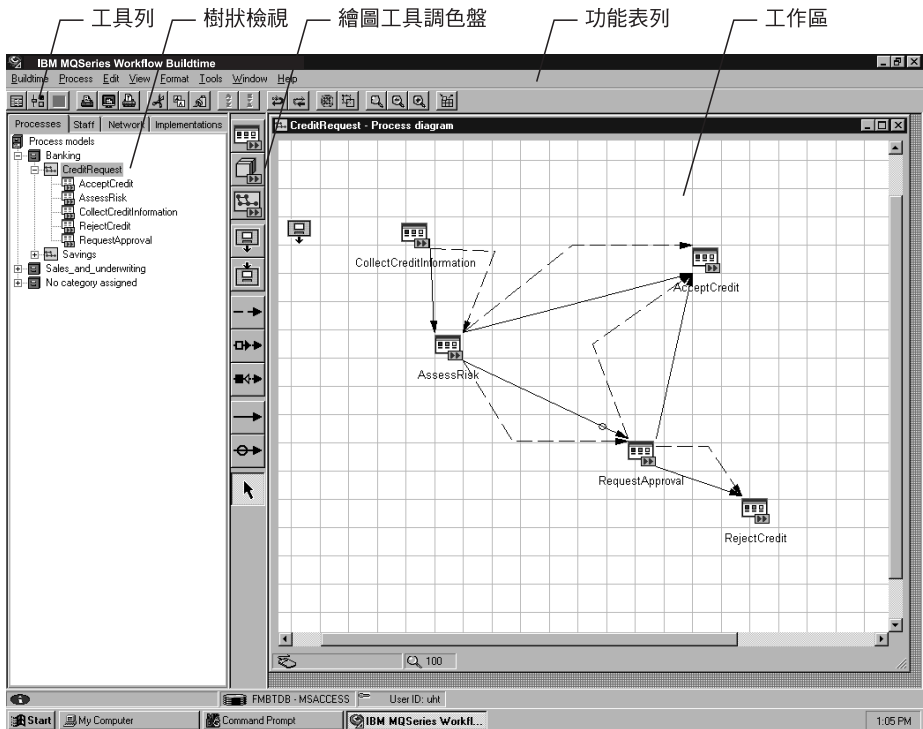 工具列
樹狀檢視
繪圖工具調色盤
功能表列
工作區
IBM MQSeries Workflow Buildtime
Buildtime Process Edit View Format Tools Window Help
Processes Staff Network Implementations
Process models
Banking
CreditRequest
AcceptCredit
AssessRisk
CollectCreditInformation
RejectCredit
RequestApproval
Savings
Sales_and_underwriting
No category assigned
CreditRequest - Process diagram
CollectCreditInformation
AcceptCredit
AssessRisk
RequestApproval
RejectCredit
100
FMBTDB - MSACCESS
User ID: uht
Start
My Computer
Command Prompt
IBM MQSeries Workfl...
1:05 PM